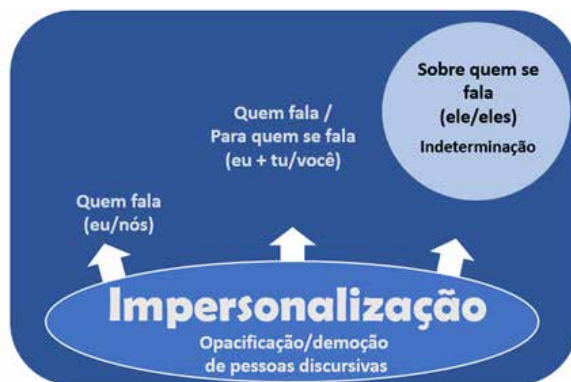 Sobre quem se
fala
(ele/eles)
Indeterminação
Quem fala /
Para quem se fala
(eu + tu/você)
Quem fala
(eu/nós)
Impersonalização
Opacificação/demoção
de pessoas discursivas